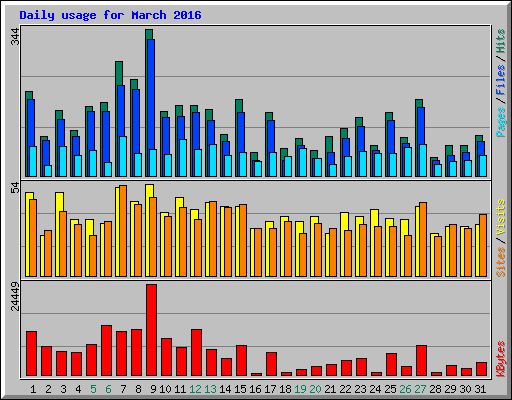 Daily usage for March 2016
344
Pages / Files / Hits
54
Sites / Visits
24449
KBytes
1 2 3 4 5 6 7 8 9 10 11 12 13 14 15 16 17 18 19 20 21 22 23 24 25 26 27 28 29 30 31